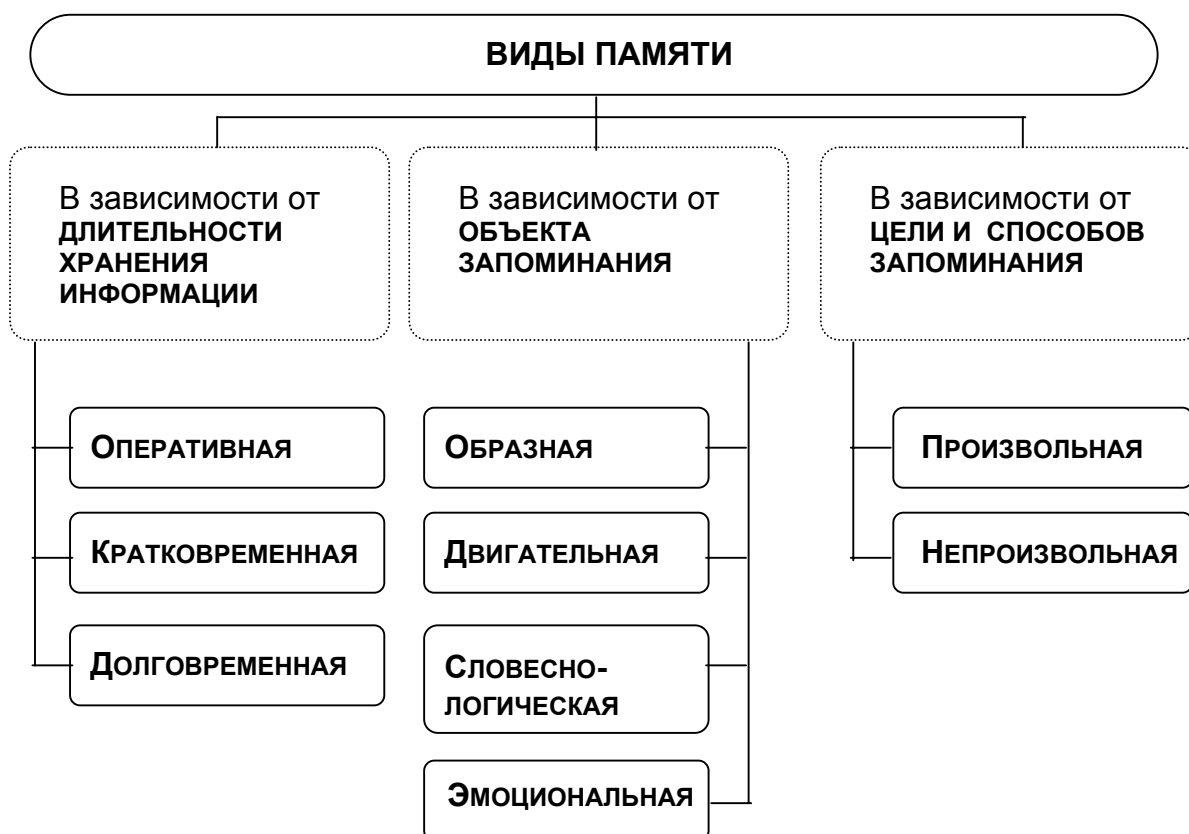 ВИДЫ ПАМЯТИ
В зависимости от
ДЛИТЕЛЬНОСТИ
ХРАНЕНИЯ
ИНФОРМАЦИИ
В зависимости от
ОБЪЕКТА
ЗАПОМИНАНИЯ
В зависимости от
ЦЕЛИ И СПОСОБОВ
ЗАПОМИНАНИЯ
ОПЕРАТИВНАЯ
КРАТКОВРЕМЕННАЯ
ДОЛГОВРЕМЕННАЯ
ОБРАЗНАЯ
ДВИГАТЕЛЬНАЯ
СЛОВЕСНО-
ЛОГИЧЕСКАЯ
ЭМОЦИОНАЛЬНАЯ
ПРОИЗВОЛЬНАЯ
НЕПРОИЗВОЛЬНАЯ